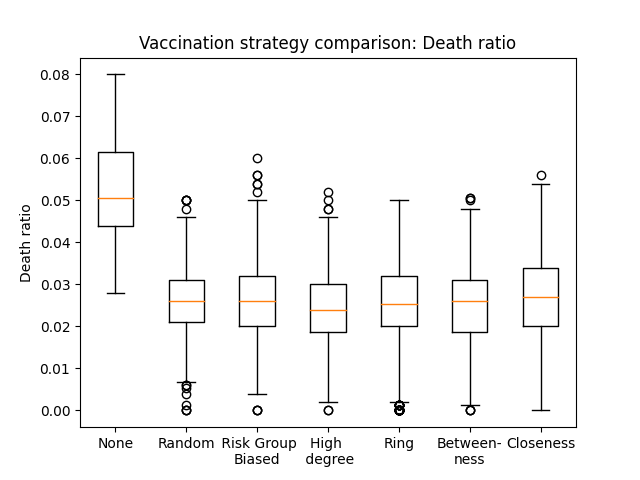 Vaccination strategy comparison: Death ratio
Death ratio
0.08
0.07
0.06
0.05
0.04
0.03
0.02
0.01
0.00
None Random Risk Group High Ring Between- Closeness
Biased degree ness